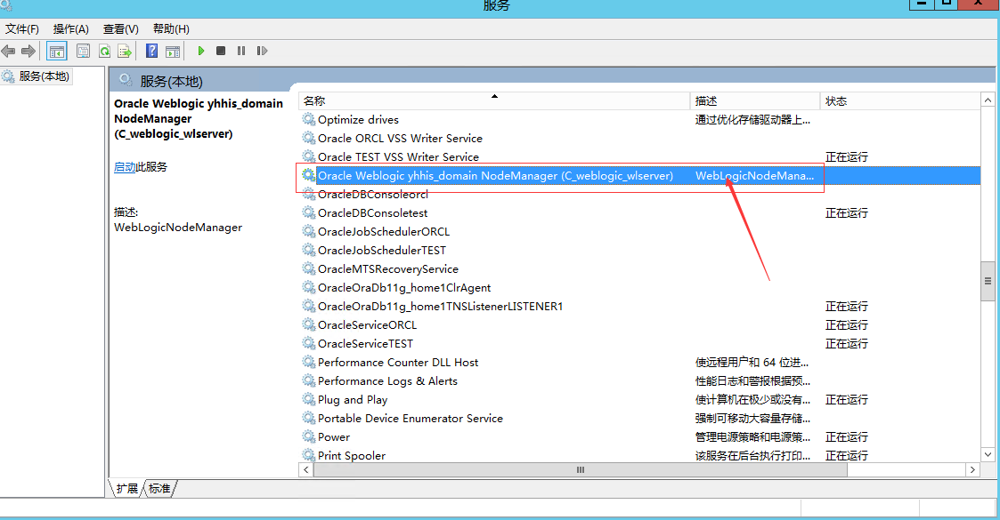 服务
文件(F) 操作(A) 查看(V) 帮助(H)
服务(本地)
服务(本地)
Oracle Weblogic yhhis_domain
NodeManager
(C_weblogic_wlserver)
启动此服务
描述:
WebLogicNodeManager
名称 描述 状态
Optimize drives 通过优化存储驱动器上...
Oracle ORCL VSS Writer Service
Oracle TEST VSS Writer Service 正在运行
Oracle Weblogic yhhis_domain NodeManager (C_weblogic_wlserver) WebLogicNodeMana...
OracleDBConsoleorcl
OracleDBConsoletest 正在运行
OracleJobSchedulerORCL
OracleJobSchedulerTEST
OracleMTSRecoveryService
OracleOraDb11g_home1ClrAgent
OracleOraDb11g_home1TNSListenerLISTENER1 正在运行
OracleServiceORCL 正在运行
OracleServiceTEST 正在运行
Performance Counter DLL Host 使远程用户和 64 位进...
Performance Logs & Alerts 性能日志和警报根据预...
Plug and Play 使计算机在极少或没有... 正在运行
Portable Device Enumerator Service 强制可移动大容量存储...
Power 管理电源策略和电源策... 正在运行
Print Spooler 该服务在后台执行打印... 正在运行
扩展 标准